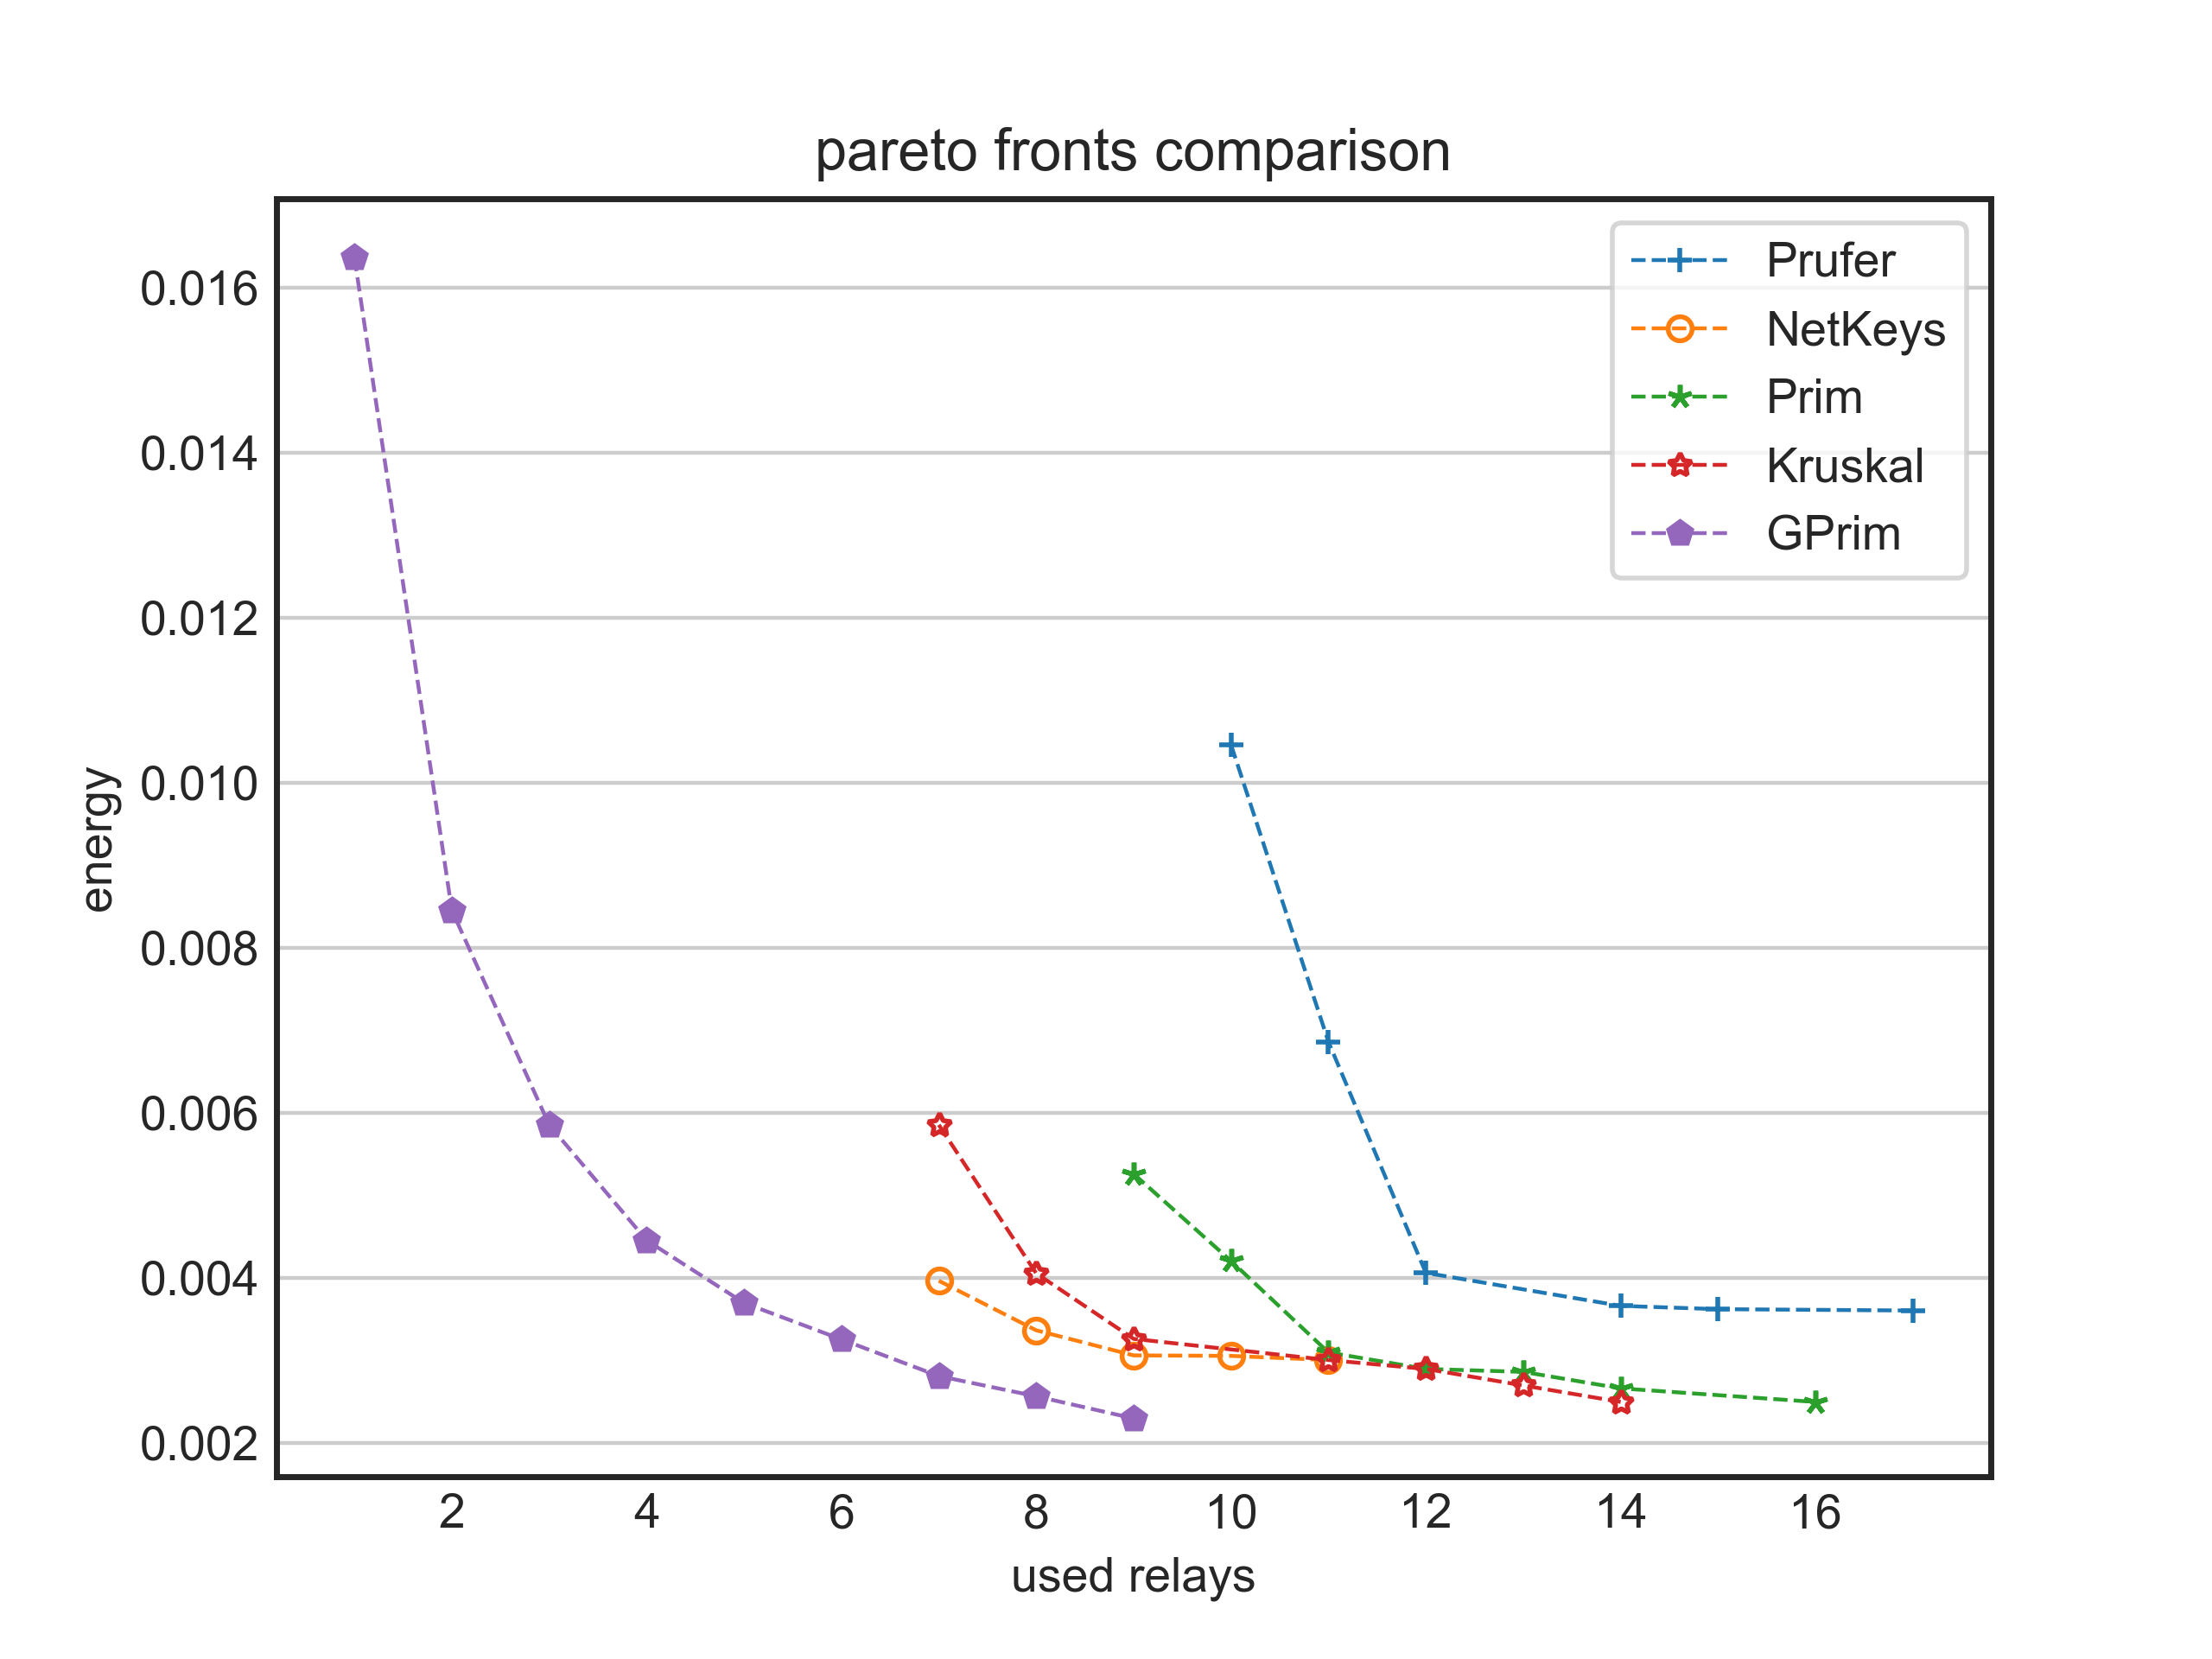 pareto fronts comparison
0.016
0.014
0.012
0.010
0.008
0.006
0.004
0.002
energy
2 4 6 8 10 12 14 16
used relays
Prufer
NetKeys
Prim
Kruskal
GPrim